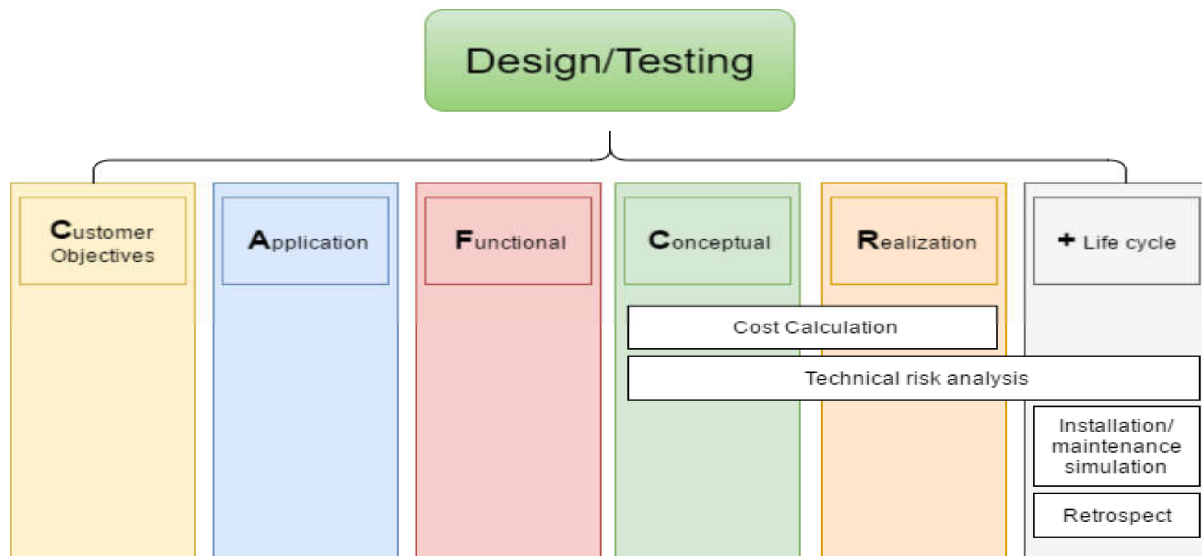 Design/Testing
Customer
Objectives
Application
Functional
Conceptual
Realization
+ Life cycle
Cost Calculation
Technical risk analysis
Installation/
maintenance
simulation
Retrospect